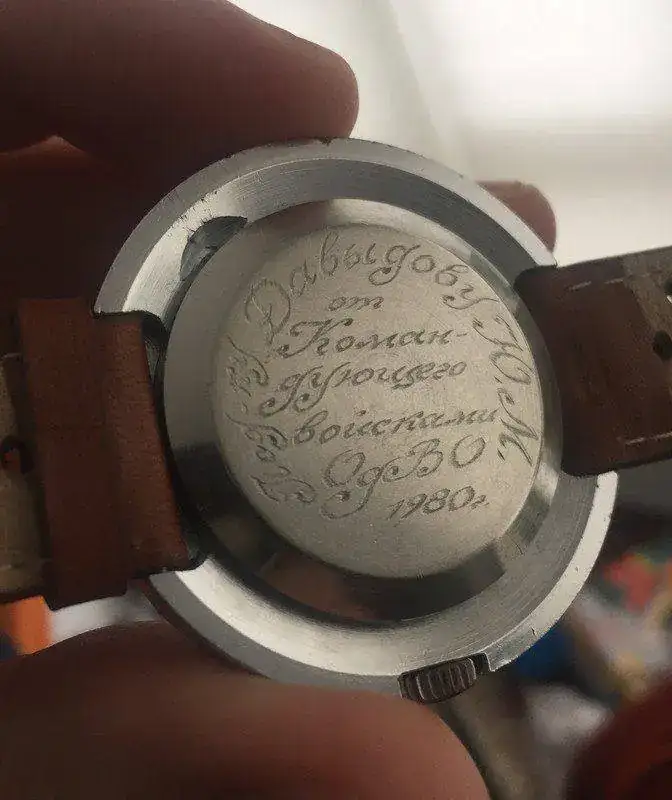 Давыдову Ю.М.
от
Коман-
дующего
войсками
ОдВО
1980г.